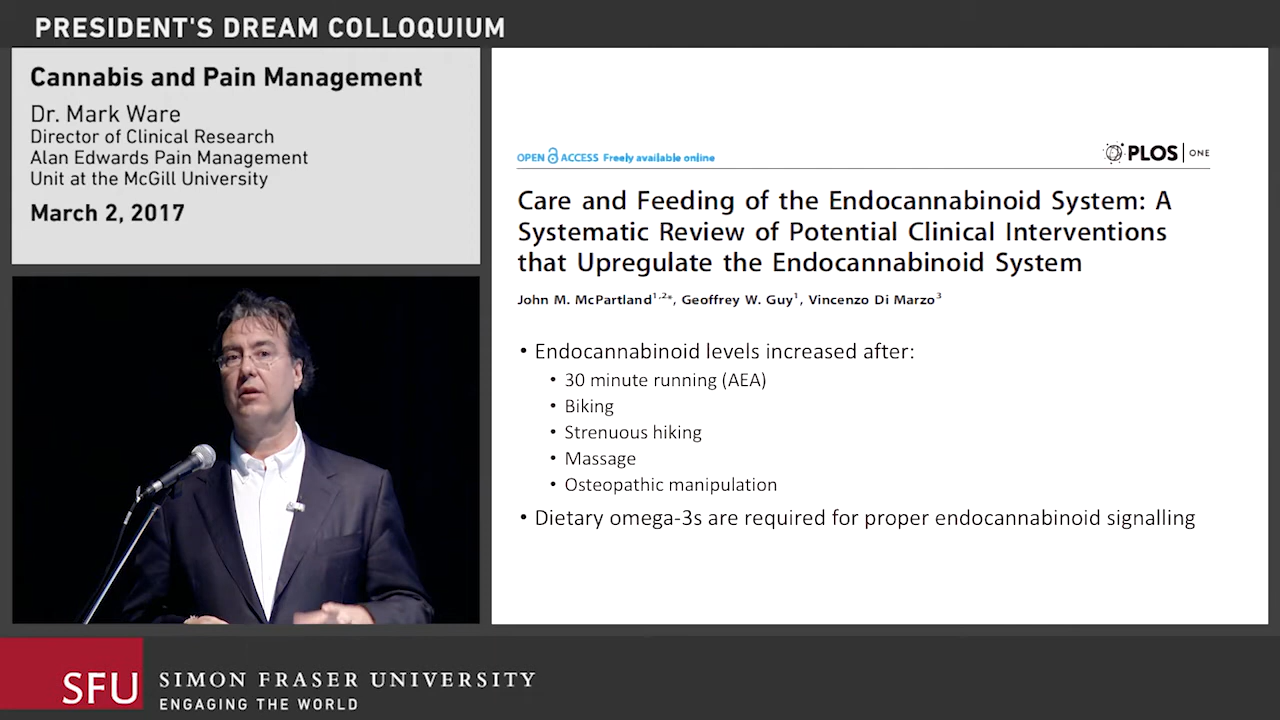 PRESIDENT'S DREAM COLLOQUIUM
Cannabis and Pain Management
Dr. Mark Ware
Director of Clinical Research
Alan Edwards Pain Management
Unit at the McGill University
March 2, 2017
OPEN ACCESS Freely available online
PLOS | ONE
Care and Feeding of the Endocannabinoid System: A
Systematic Review of Potential Clinical Interventions
that Upregulate the Endocannabinoid System
John M. McPartland1,2*, Geoffrey W. Guy1, Vincenzo Di Marzo3
• Endocannabinoid levels increased after:
• 30 minute running (AEA)
• Biking
• Strenuous hiking
• Massage
• Osteopathic manipulation
• Dietary omega-3s are required for proper endocannabinoid signalling
SFU
SIMON FRASER UNIVERSITY
ENGAGING THE WORLD